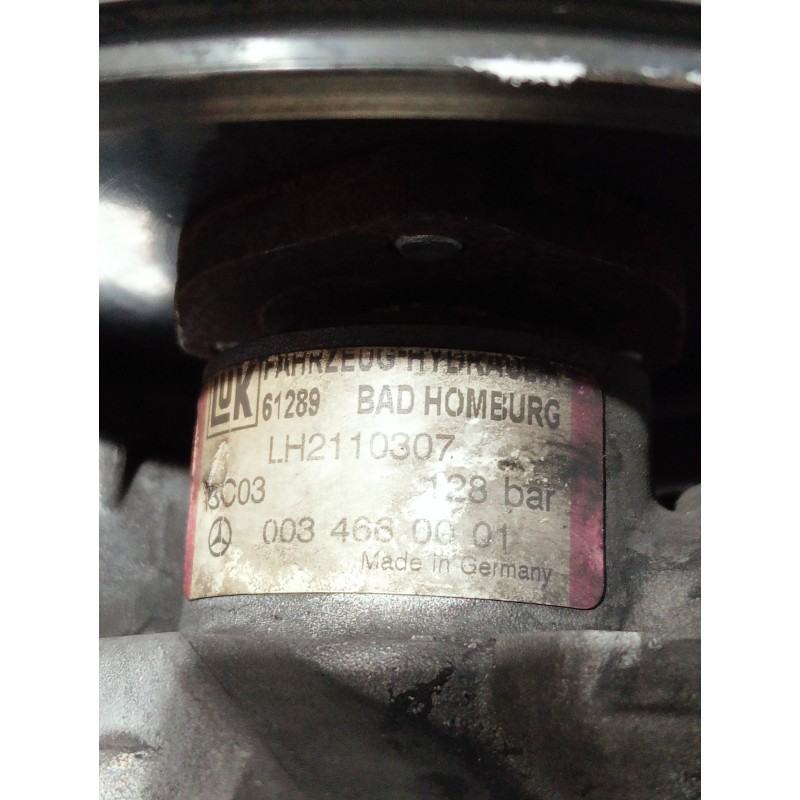 LUK FAHRZEUG-HYDRAULIK
61289 BAD HOMBURG
LH2110307
128 bar
003 466 00 01
Made in Germany